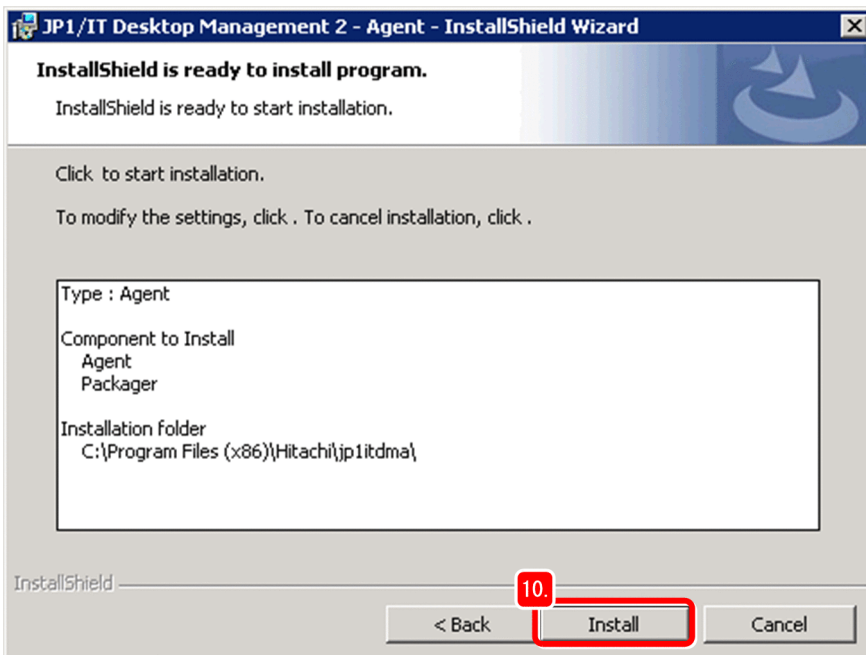 JP1/IT Desktop Management 2 - Agent - InstallShield Wizard
InstallShield is ready to install program.
InstallShield is ready to start installation.
Click to start installation.
To modify the settings, click . To cancel installation, click .
Type : Agent
Component to Install
Agent
Packager
Installation folder
C:\Program Files (x86)\Hitachi\jp1itdma\
InstallShield
10.
< Back
Install
Cancel